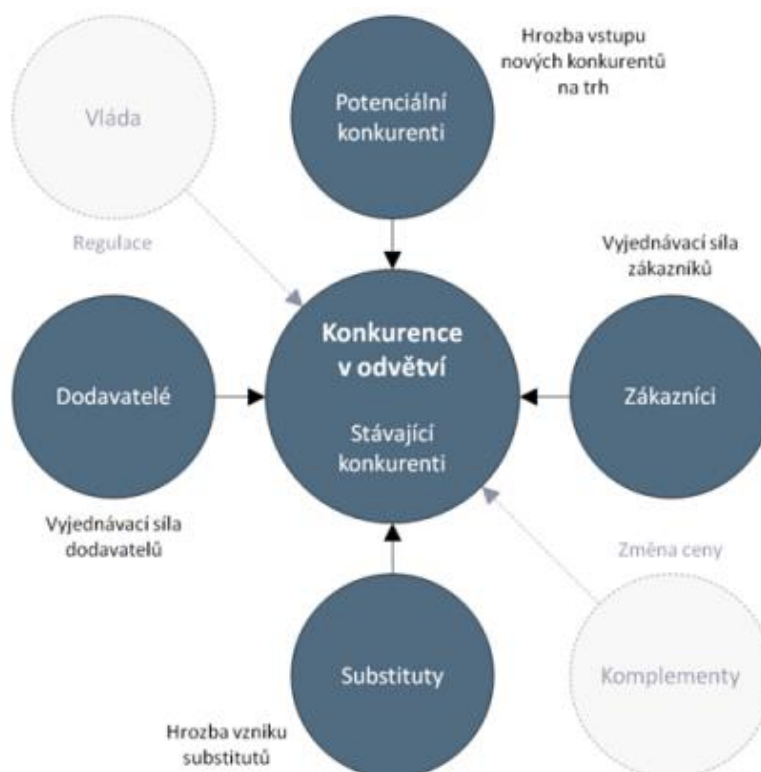 Hrozba vstupu
nových konkurentů
na trh
Potenciální
konkurenti
Vláda
Regulace
Vyjednávací síla
zákazníků
Konkurence
v odvětví
Stávající
konkurenti
Dodavatelé
Zákazníci
Vyjednávací síla
dodavatelů
Změna ceny
Substituty
Komplementy
Hrozba vzniku
substitutů